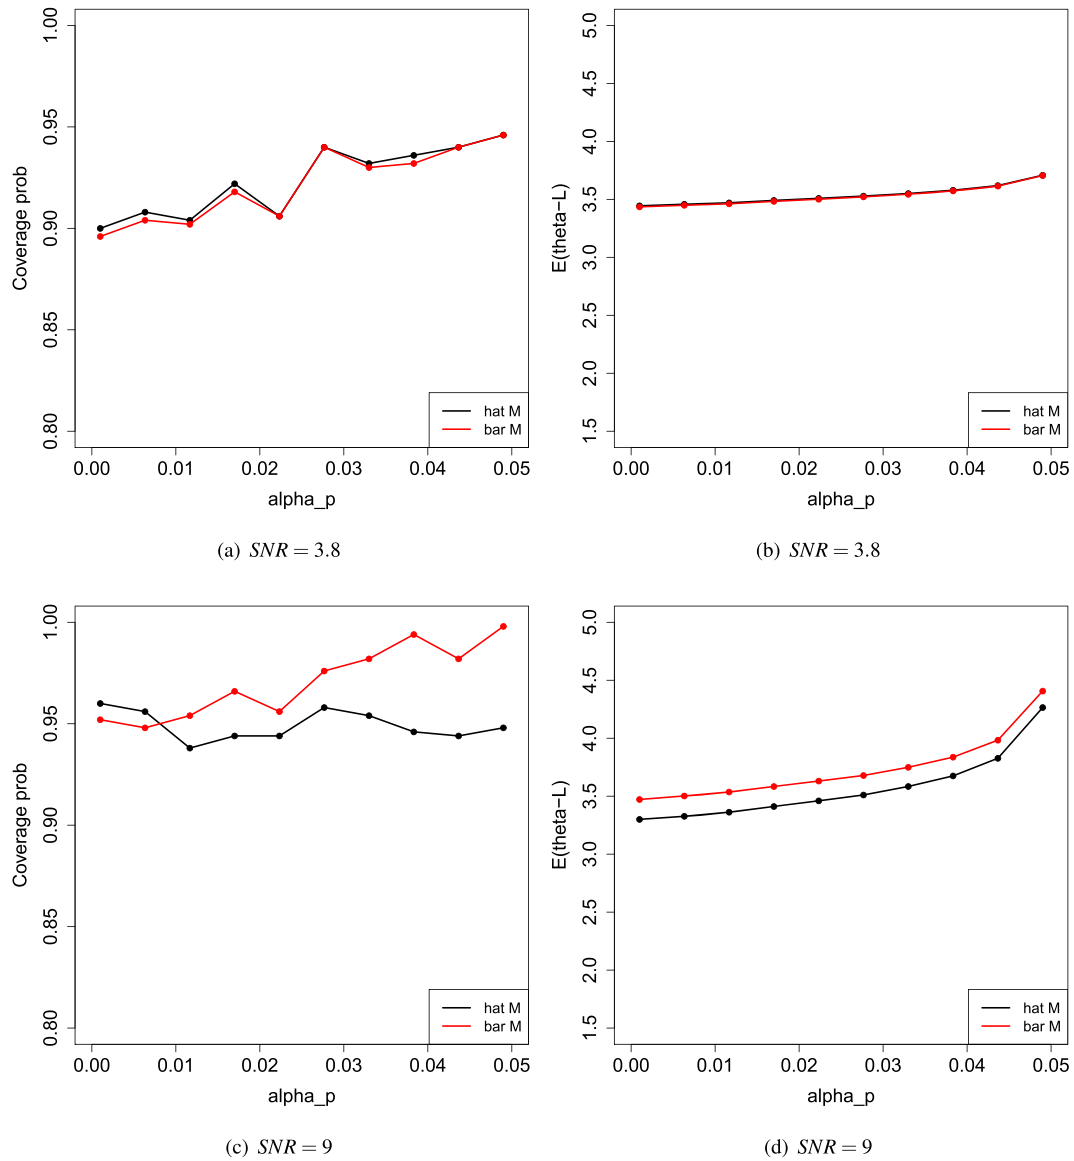 Coverage prob
1.00
0.95
0.90
0.85
0.80
hat M
bar M
0.00 0.01 0.02 0.03 0.04 0.05
alpha_p
(a) SNR = 3.8
E(theta−L)
5.0
4.5
4.0
3.5
3.0
2.5
2.0
1.5
hat M
bar M
0.00 0.01 0.02 0.03 0.04 0.05
alpha_p
(b) SNR = 3.8
Coverage prob
1.00
0.95
0.90
0.85
0.80
hat M
bar M
0.00 0.01 0.02 0.03 0.04 0.05
alpha_p
(c) SNR = 9
E(theta−L)
5.0
4.5
4.0
3.5
3.0
2.5
2.0
1.5
hat M
bar M
0.00 0.01 0.02 0.03 0.04 0.05
alpha_p
(d) SNR = 9